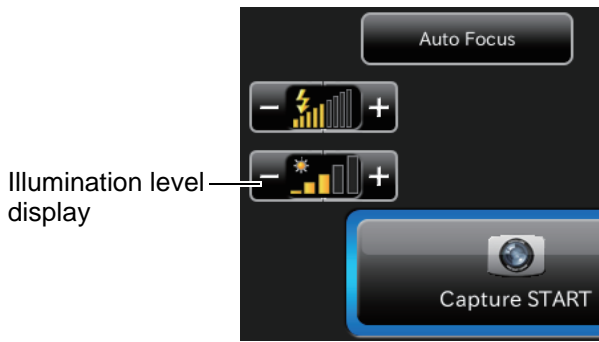 Auto Focus
− +
− +
Illumination level
display
Capture START